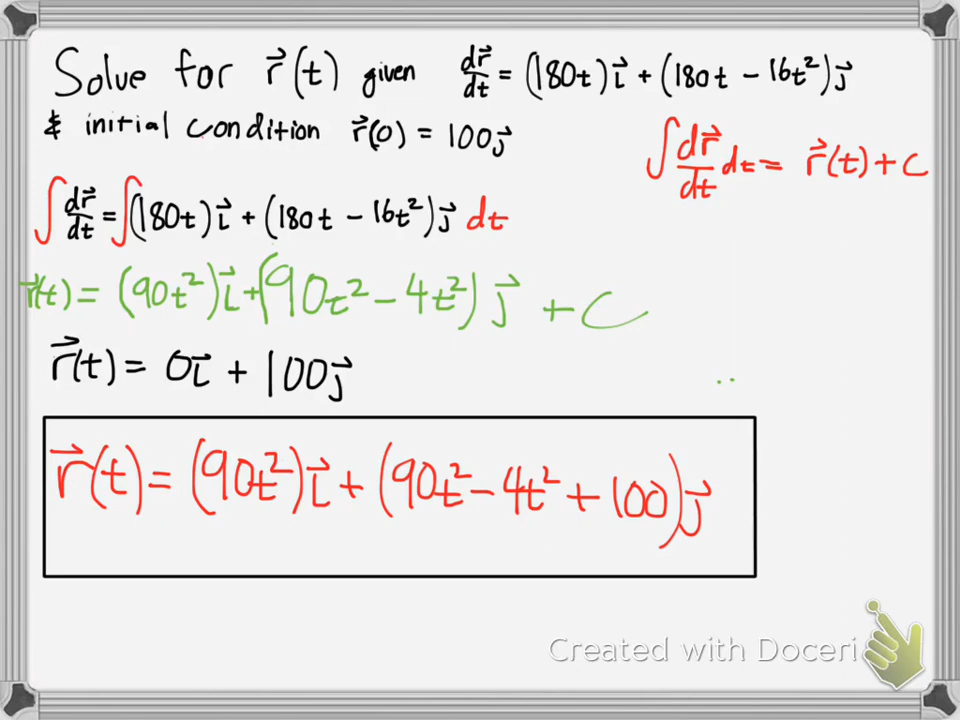 Solve for r⃗(t) given dr⃗/dt = (180t)i⃗ + (180t − 16t²)j⃗
& initial condition r⃗(0) = 100j⃗
∫ dr⃗/dt dt = r⃗(t) + C
∫ dr⃗/dt = ∫(180t)i⃗ + (180t − 16t²)j⃗ dt
r⃗(t) = (90t²)i⃗ + (90t² − 4t²)j⃗ + C
r⃗(t) = 0i⃗ + 100j⃗
r⃗(t) = (90t²)i⃗ + (90t² − 4t² + 100)j⃗
Created with Doceri